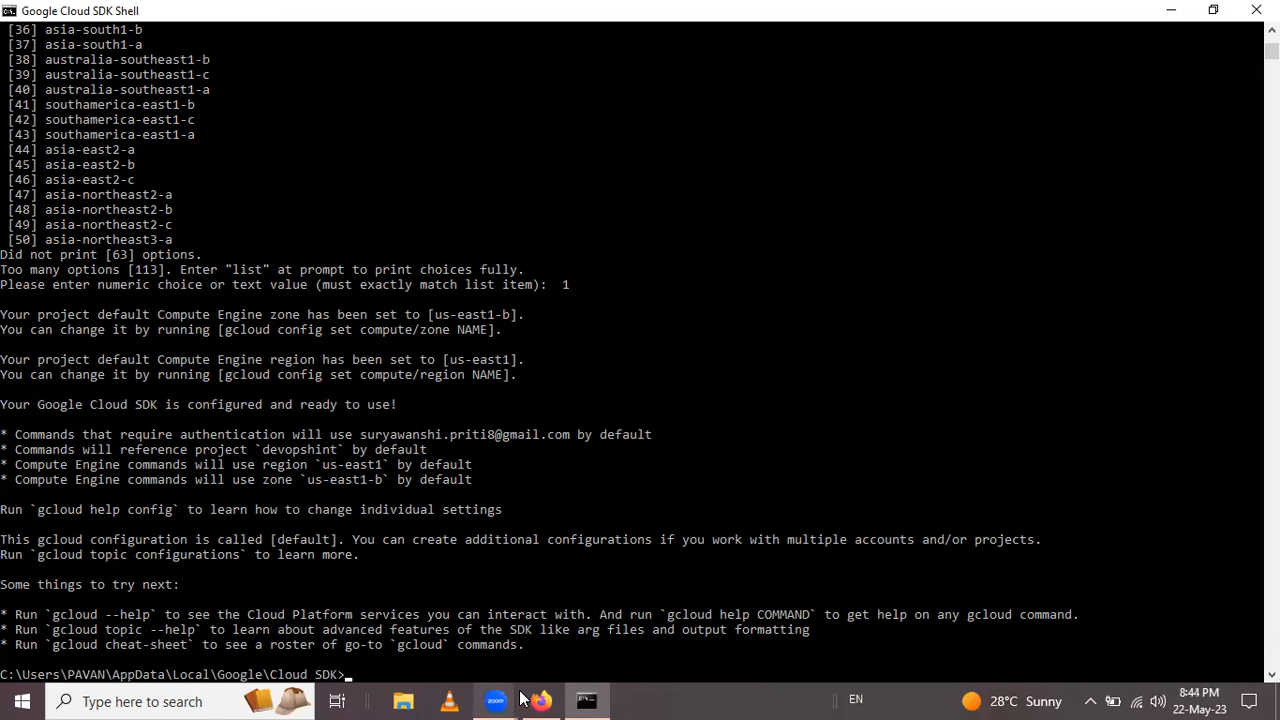 Google Cloud SDK Shell
[36] asia-south1-b
[37] asia-south1-a
[38] australia-southeast1-b
[39] australia-southeast1-c
[40] australia-southeast1-a
[41] southamerica-east1-b
[42] southamerica-east1-c
[43] southamerica-east1-a
[44] asia-east2-a
[45] asia-east2-b
[46] asia-east2-c
[47] asia-northeast2-a
[48] asia-northeast2-b
[49] asia-northeast2-c
[50] asia-northeast3-a
Did not print [63] options.
Too many options [113]. Enter "list" at prompt to print choices fully.
Please enter numeric choice or text value (must exactly match list item):  1
Your project default Compute Engine zone has been set to [us-east1-b].
You can change it by running [gcloud config set compute/zone NAME].
Your project default Compute Engine region has been set to [us-east1].
You can change it by running [gcloud config set compute/region NAME].
Your Google Cloud SDK is configured and ready to use!
* Commands that require authentication will use suryawanshi.priti8@gmail.com by default
* Commands will reference project `devopshint` by default
* Compute Engine commands will use region `us-east1` by default
* Compute Engine commands will use zone `us-east1-b` by default
Run `gcloud help config` to learn how to change individual settings
This gcloud configuration is called [default]. You can create additional configurations if you work with multiple accounts and/or projects.
Run `gcloud topic configurations` to learn more.
Some things to try next:
* Run `gcloud --help` to see the Cloud Platform services you can interact with. And run `gcloud help COMMAND` to get help on any gcloud command.
* Run `gcloud topic --help` to learn about advanced features of the SDK like arg files and output formatting
* Run `gcloud cheat-sheet` to see a roster of go-to `gcloud` commands.
C:\Users\PAVAN\AppData\Local\Google\Cloud SDK>
Type here to search
zoom
EN
28°C Sunny
8:44 PM
22-May-23